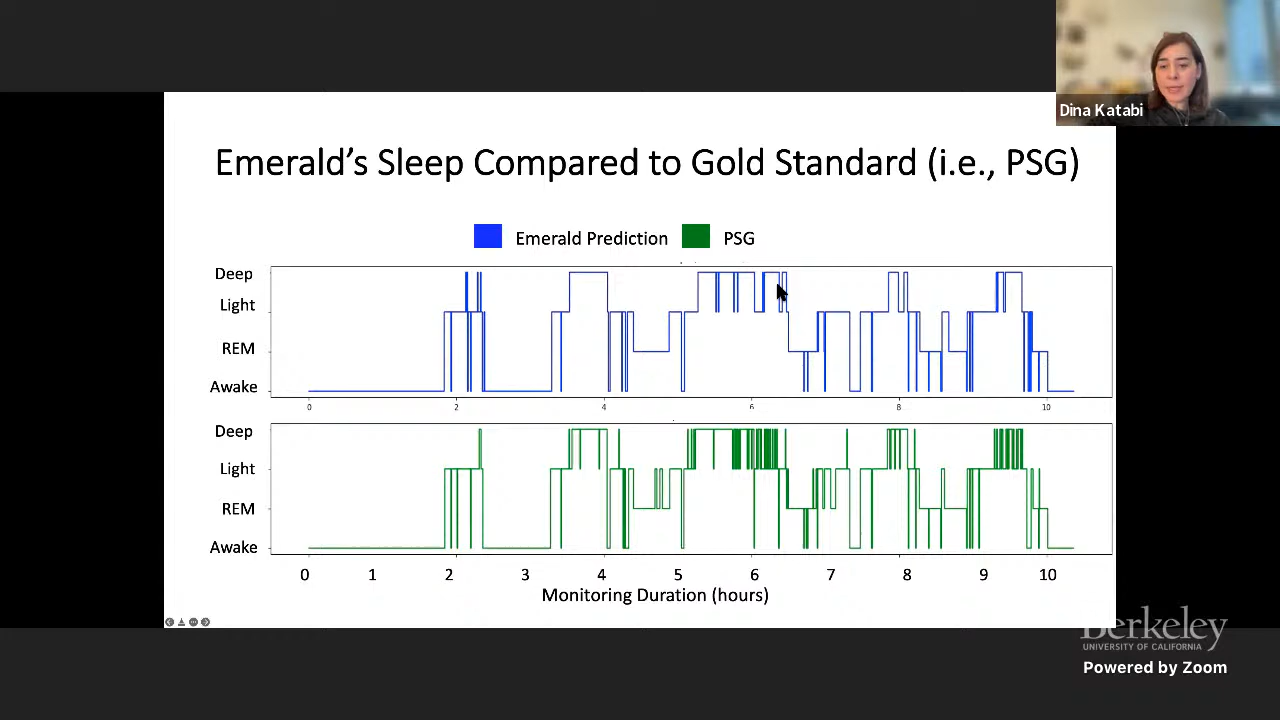 Dina Katabi
Emerald's Sleep Compared to Gold Standard (i.e., PSG)
Emerald Prediction PSG
Deep
Light
REM
Awake
0 2 4 6 8 10
Deep
Light
REM
Awake
0 1 2 3 4 5 6 7 8 9 10
Monitoring Duration (hours)
Berkeley
UNIVERSITY OF CALIFORNIA
Powered by Zoom